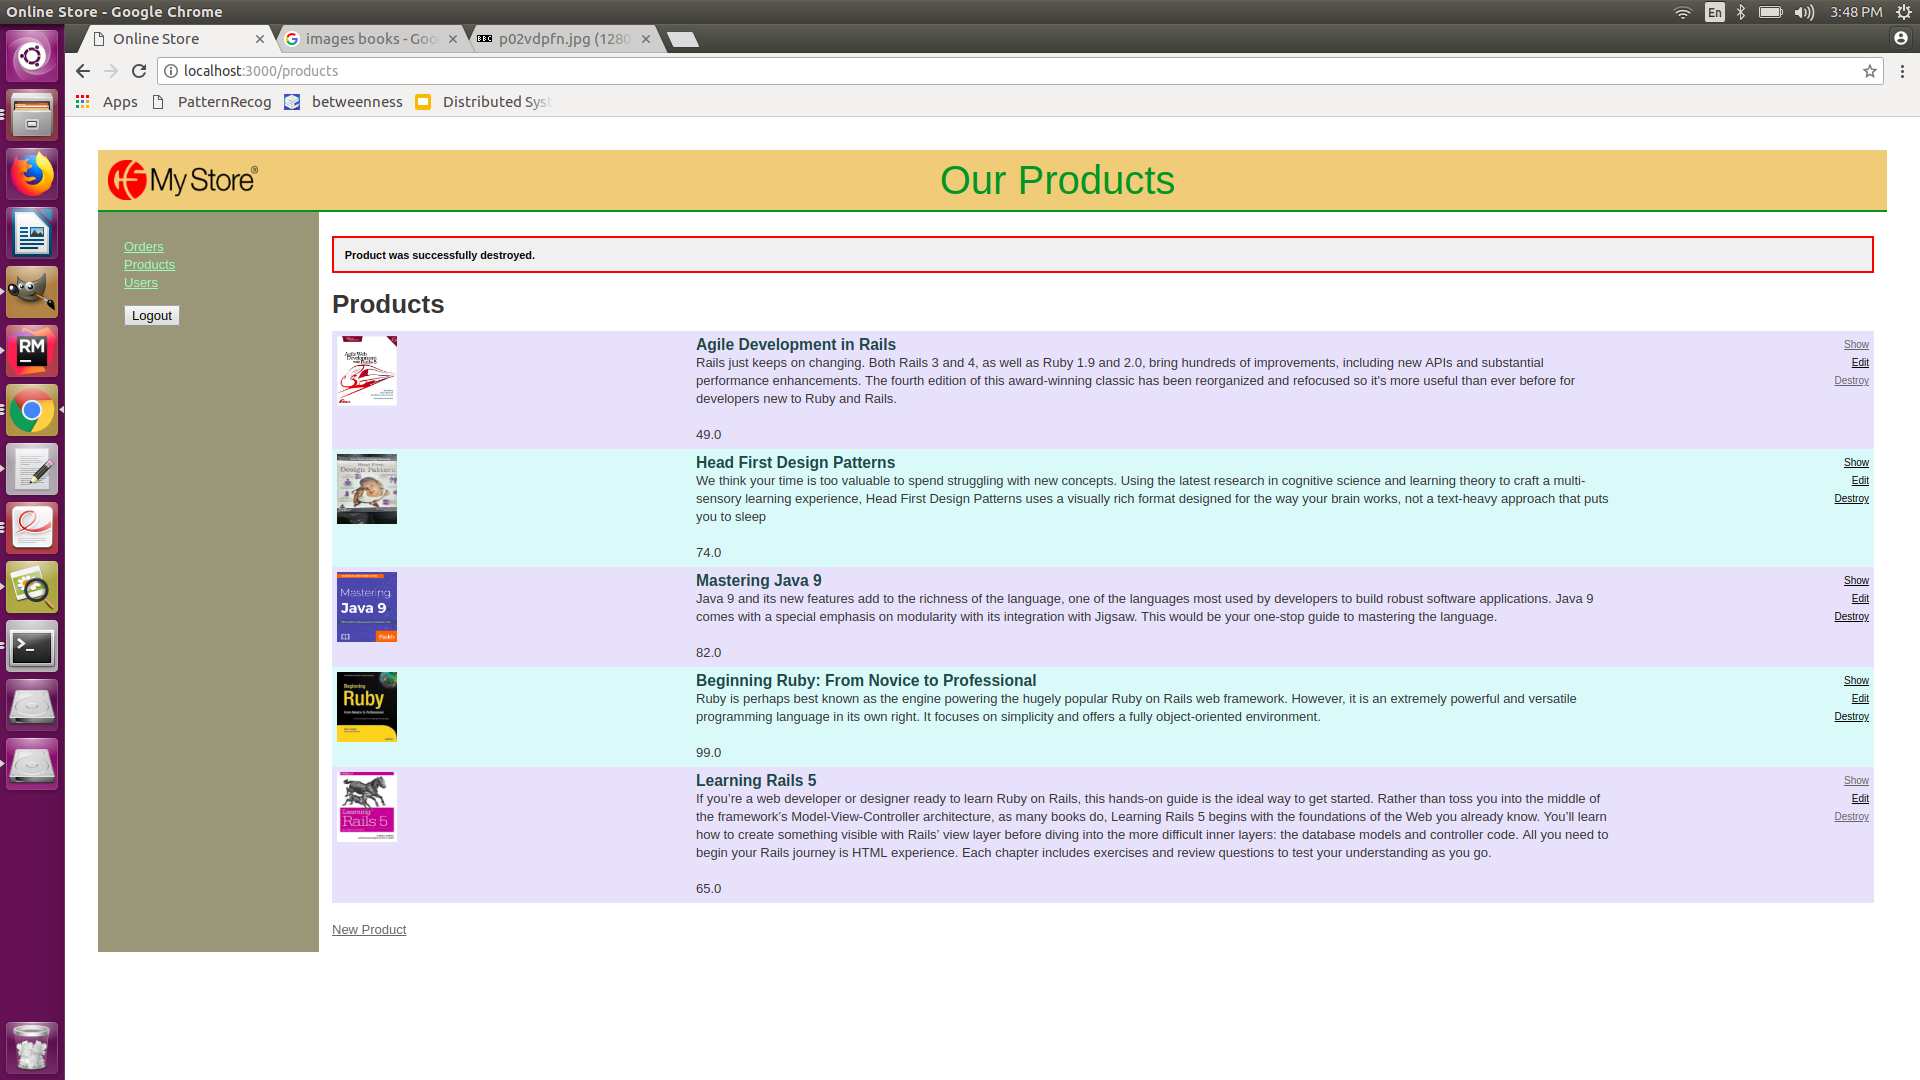 Online Store - Google Chrome
En
3:48 PM
Online Store
images books - Goo
BBC
p02vdpfn.jpg (1280
localhost:3000/products
Apps
PatternRecog
betweenness
Distributed Syst
My Store®
Our Products
Orders
Products
Users
Logout
Product was successfully destroyed.
Products
Agile Development in Rails
Rails just keeps on changing. Both Rails 3 and 4, as well as Ruby 1.9 and 2.0, bring hundreds of improvements, including new APIs and substantial
performance enhancements. The fourth edition of this award-winning classic has been reorganized and refocused so it's more useful than ever before for
developers new to Ruby and Rails.
49.0
Show
Edit
Destroy
Head First Design Patterns
We think your time is too valuable to spend struggling with new concepts. Using the latest research in cognitive science and learning theory to craft a multi-
sensory learning experience, Head First Design Patterns uses a visually rich format designed for the way your brain works, not a text-heavy approach that puts
you to sleep
74.0
Show
Edit
Destroy
Mastering
Java 9
Packt
Mastering Java 9
Java 9 and its new features add to the richness of the language, one of the languages most used by developers to build robust software applications. Java 9
comes with a special emphasis on modularity with its integration with Jigsaw. This would be your one-stop guide to mastering the language.
82.0
Show
Edit
Destroy
Beginning
Ruby
From Novice to Professional
Beginning Ruby: From Novice to Professional
Ruby is perhaps best known as the engine powering the hugely popular Ruby on Rails web framework. However, it is an extremely powerful and versatile
programming language in its own right. It focuses on simplicity and offers a fully object-oriented environment.
99.0
Show
Edit
Destroy
Learning
Rails 5
Learning Rails 5
If you’re a web developer or designer ready to learn Ruby on Rails, this hands-on guide is the ideal way to get started. Rather than toss you into the middle of
the framework’s Model-View-Controller architecture, as many books do, Learning Rails 5 begins with the foundations of the Web you already know. You’ll learn
how to create something visible with Rails’ view layer before diving into the more difficult inner layers: the database models and controller code. All you need to
begin your Rails journey is HTML experience. Each chapter includes exercises and review questions to test your understanding as you go.
65.0
Show
Edit
Destroy
New Product
RM